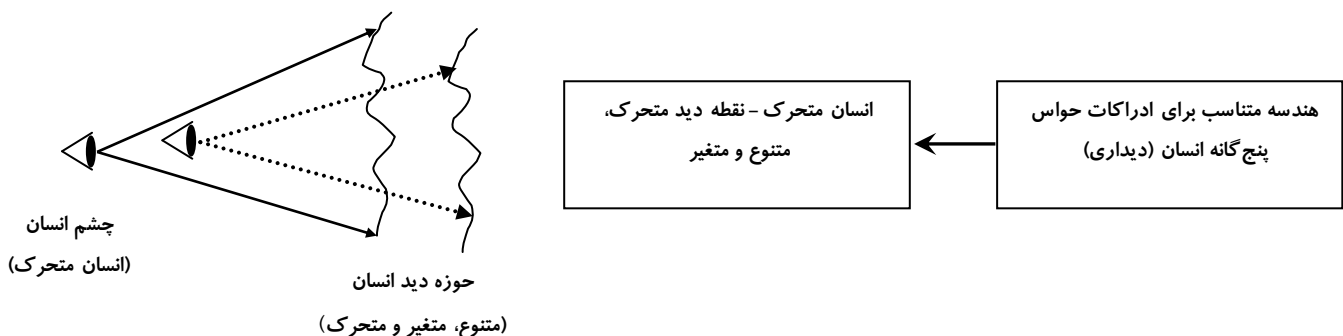 هندسه متناسب برای ادراکات حواس
پنج گانه انسان (دیداری)
انسان متحرک – نقطه دید متحرک،
متنوع و متغیر
چشم انسان
(انسان متحرک)
حوزه دید انسان
(متنوع، متغیر و متحرک)